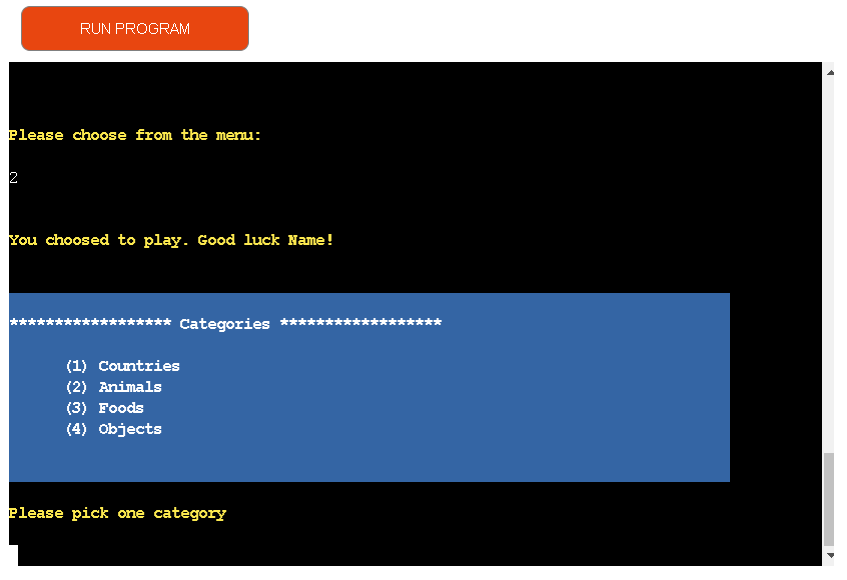 RUN PROGRAM
Please choose from the menu:
2
You choosed to play. Good luck Name!
****************** Categories ******************
(1) Countries
(2) Animals
(3) Foods
(4) Objects
Please pick one category